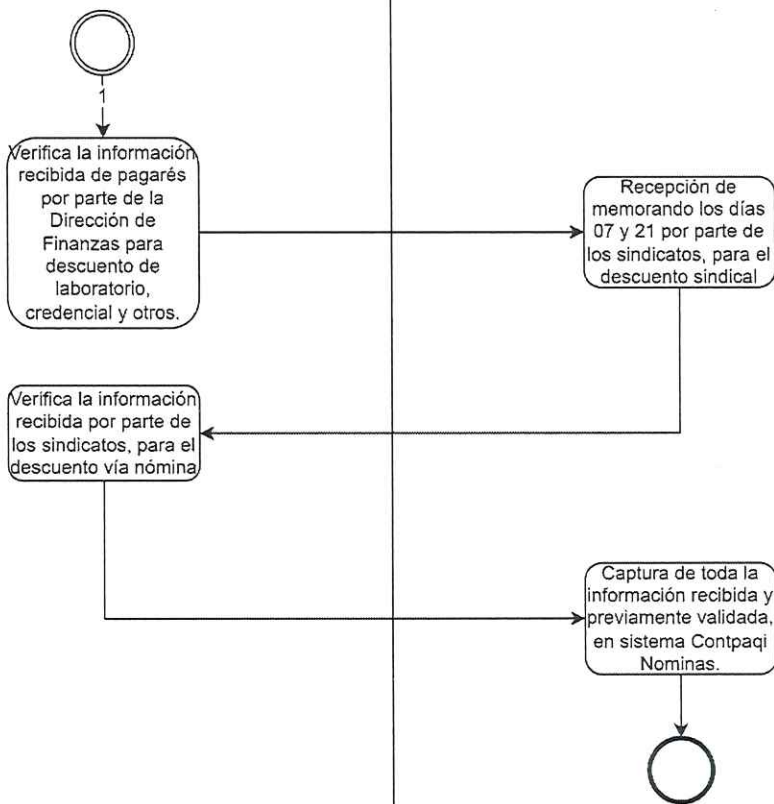 1
Verifica la información
recibida de pagarés
por parte de la
Dirección de
Finanzas para
descuento de
laboratorio,
credencial y otros.
Recepción de
memorando los días
07 y 21 por parte de
los sindicatos, para el
descuento sindical
Verifica la información
recibida por parte de
los sindicatos, para el
descuento vía nómina
Captura de toda la
información recibida y
previamente validada,
en sistema Contpaqi
Nominas.